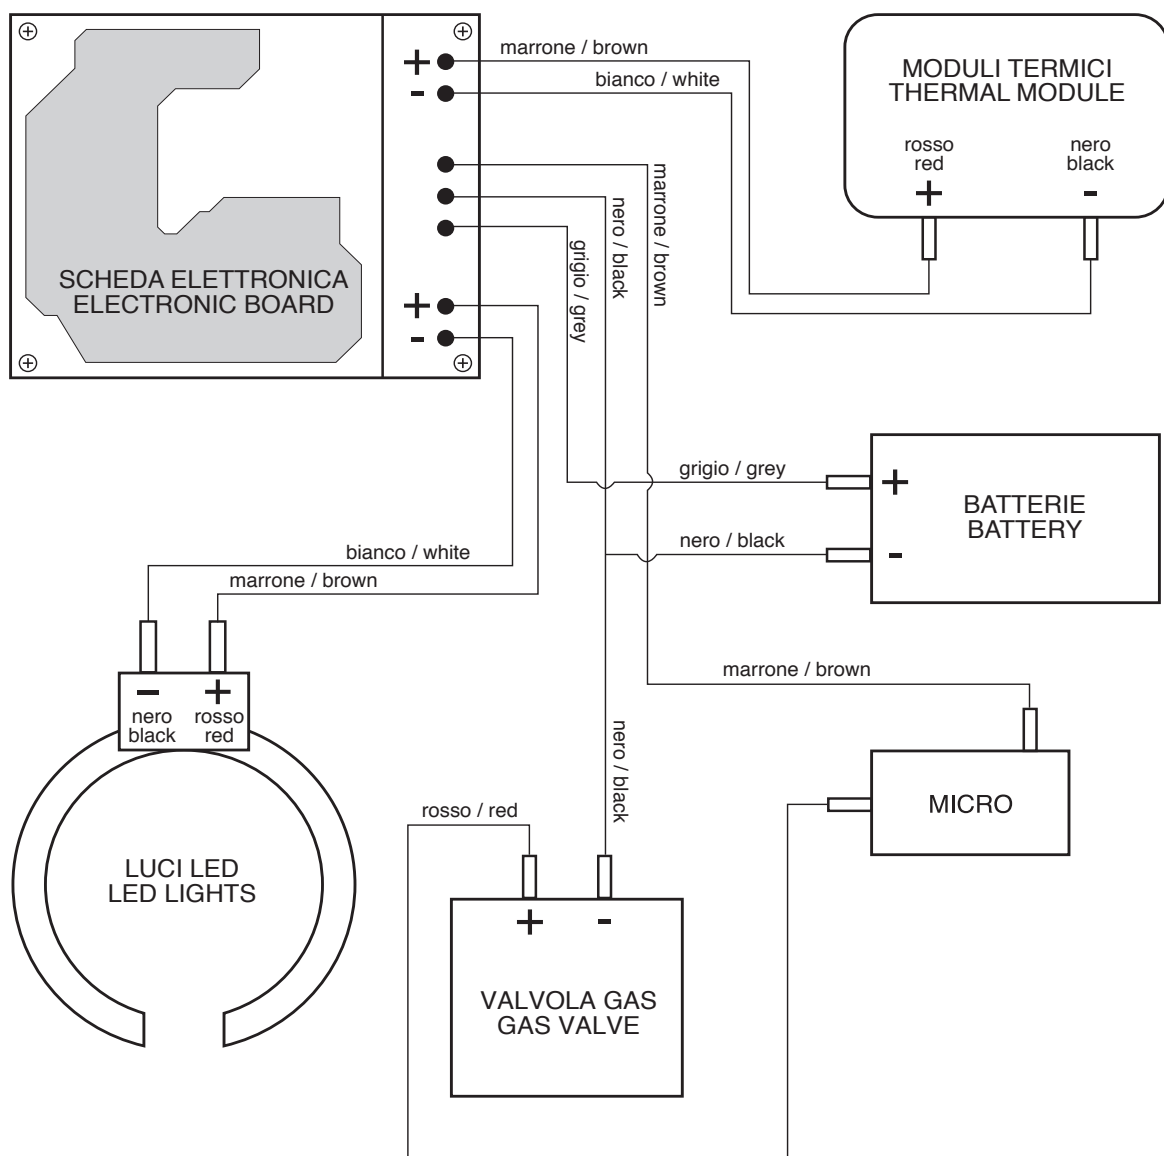 marrone / brown
bianco / white
+
-
MODULI TERMICI
THERMAL MODULE
rosso
red
nero
black
+
-
marrone / brown
nero / black
grigio / grey
SCHEDA ELETTRONICA
ELECTRONIC BOARD
+
-
grigio / grey
+
BATTERIE
BATTERY
nero / black
-
bianco / white
marrone / brown
-
+
nero
black
rosso
red
marrone / brown
nero / black
rosso / red
MICRO
LUCI LED
LED LIGHTS
+
-
VALVOLA GAS
GAS VALVE